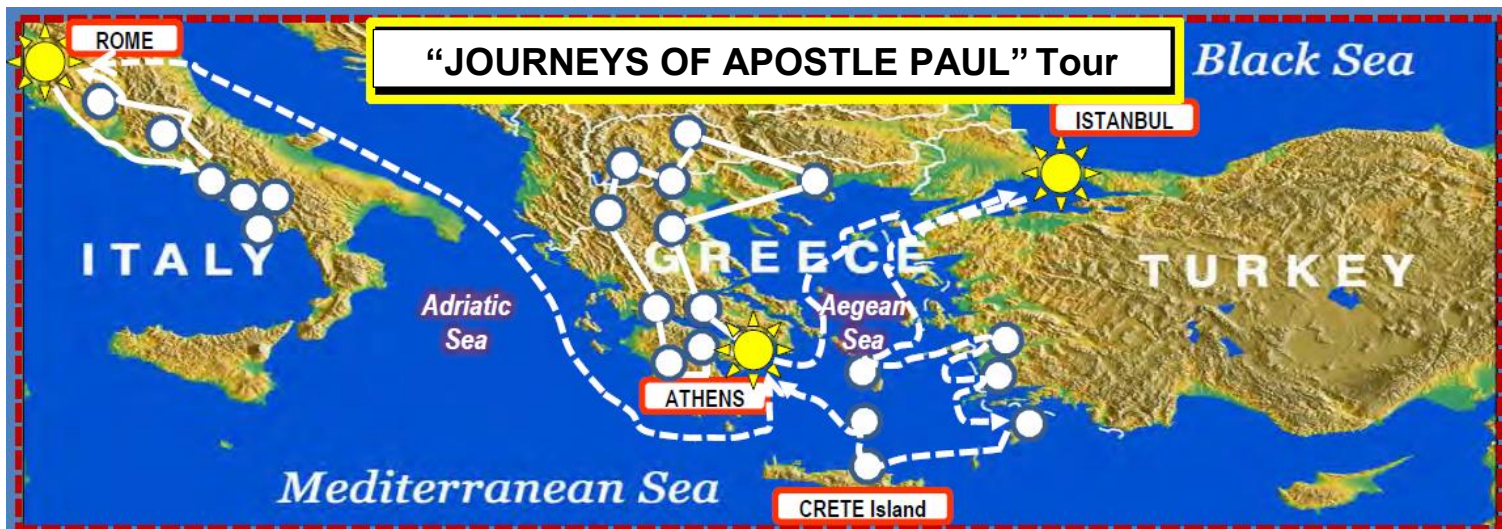 “JOURNEYS OF APOSTLE PAUL” Tour
ROME
Black Sea
ISTANBUL
ITALY
GREECE
TURKEY
Adriatic
Sea
Aegean
Sea
ATHENS
Mediterranean Sea
CRETE Island